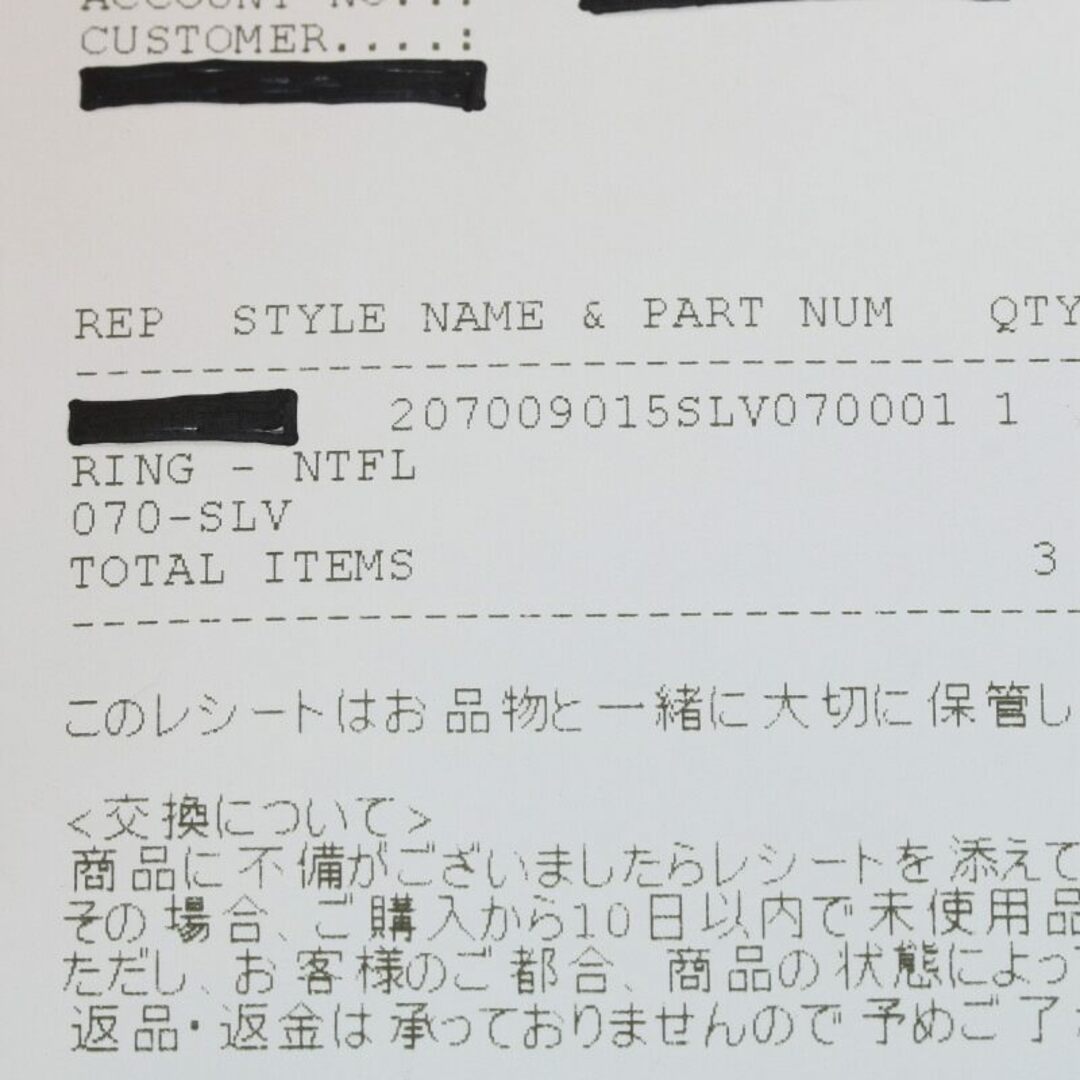 ACCOUNT NO...:
CUSTOMER....:
REP STYLE NAME & PART NUM QTY
207009015SLV070001 1
RING - NTFL
070-SLV
TOTAL ITEMS 3
このレシートはお品物と一緒に大切に保管し
<交換について>
商品に不備がございましたらレシートを添えて
その場合、ご購入から10日以内で未使用品
ただし、お客様のご都合、商品の状態によっ
返品・返金は承っておりませんので予めご了